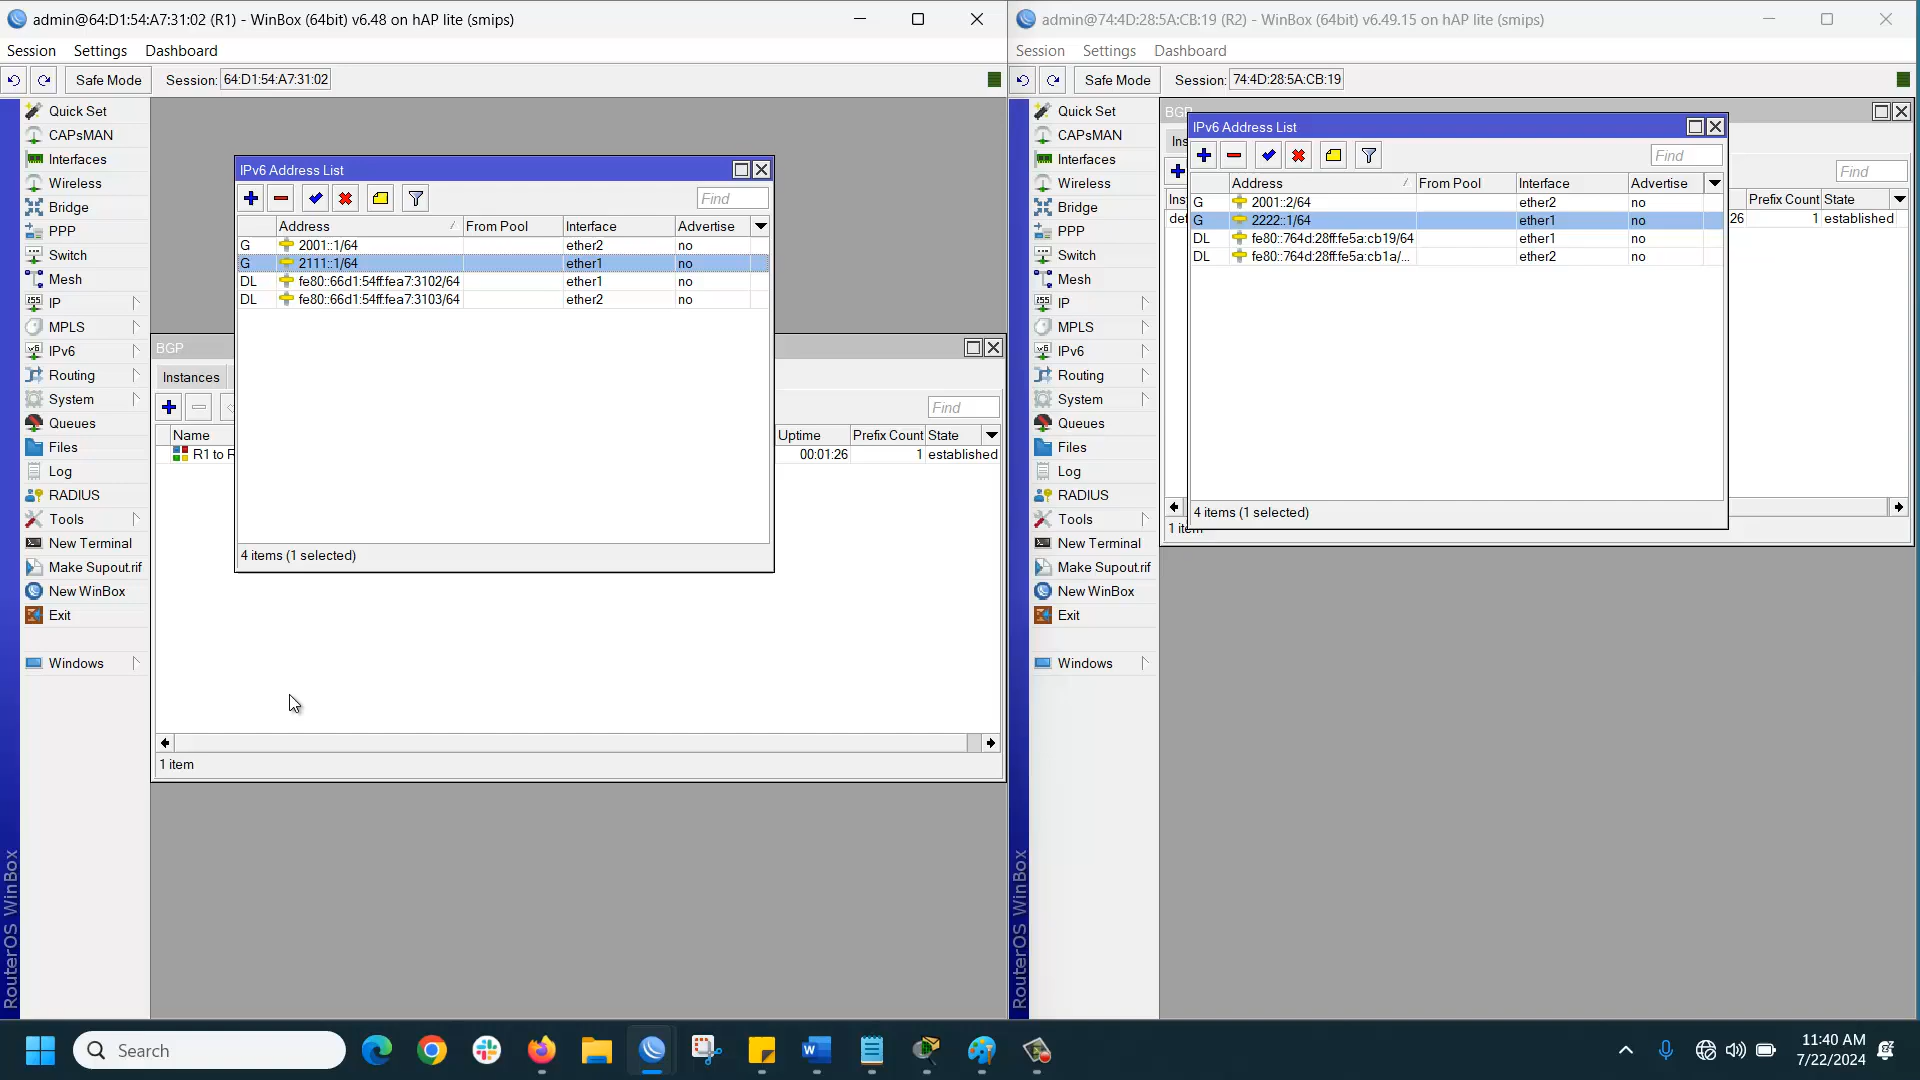 admin@64:D1:54:A7:31:02 (R1) - WinBox (64bit) v6.48 on hAP lite (smips)
Session Settings Dashboard
Safe Mode Session: 64:D1:54:A7:31:02
Quick Set
CAPsMAN
Interfaces
Wireless
Bridge
PPP
Switch
Mesh
IP
MPLS
IPv6
Routing
System
Queues
Files
Log
RADIUS
Tools
New Terminal
Make Supout.rif
New WinBox
Exit
Windows
RouterOS WinBox
IPv6 Address List
Find
Address From Pool Interface Advertise
G 2001::1/64 ether2 no
G 2111::1/64 ether1 no
DL fe80::66d1:54ff:fea7:3102/64 ether1 no
DL fe80::66d1:54ff:fea7:3103/64 ether2 no
4 items (1 selected)
BGP
Instances
Find
Name Uptime Prefix Count State
R1 to R 00:01:26 1 established
1 item
admin@74:4D:28:5A:CB:19 (R2) - WinBox (64bit) v6.49.15 on hAP lite (smips)
Session Settings Dashboard
Safe Mode Session: 74:4D:28:5A:CB:19
Quick Set
CAPsMAN
Interfaces
Wireless
Bridge
PPP
Switch
Mesh
IP
MPLS
IPv6
Routing
System
Queues
Files
Log
RADIUS
Tools
New Terminal
Make Supout.rif
New WinBox
Exit
Windows
RouterOS WinBox
BGP
Ins
Find
Ins Prefix Count State
def 26 1 established
1 item
IPv6 Address List
Find
Address From Pool Interface Advertise
G 2001::2/64 ether2 no
G 2222::1/64 ether1 no
DL fe80::764d:28ff:fe5a:cb19/64 ether1 no
DL fe80::764d:28ff:fe5a:cb1a/... ether2 no
4 items (1 selected)
Search
11:40 AM
7/22/2024